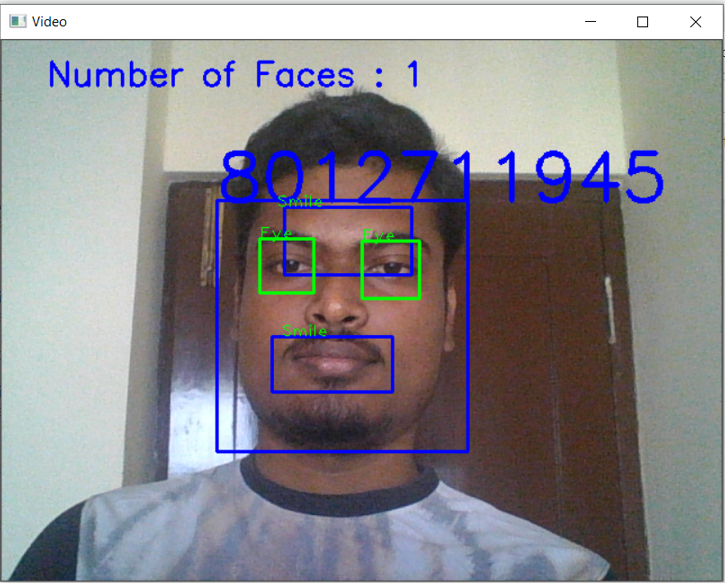 Video
Number of Faces : 1
8012711945
Smile
Eye Eye
Smile